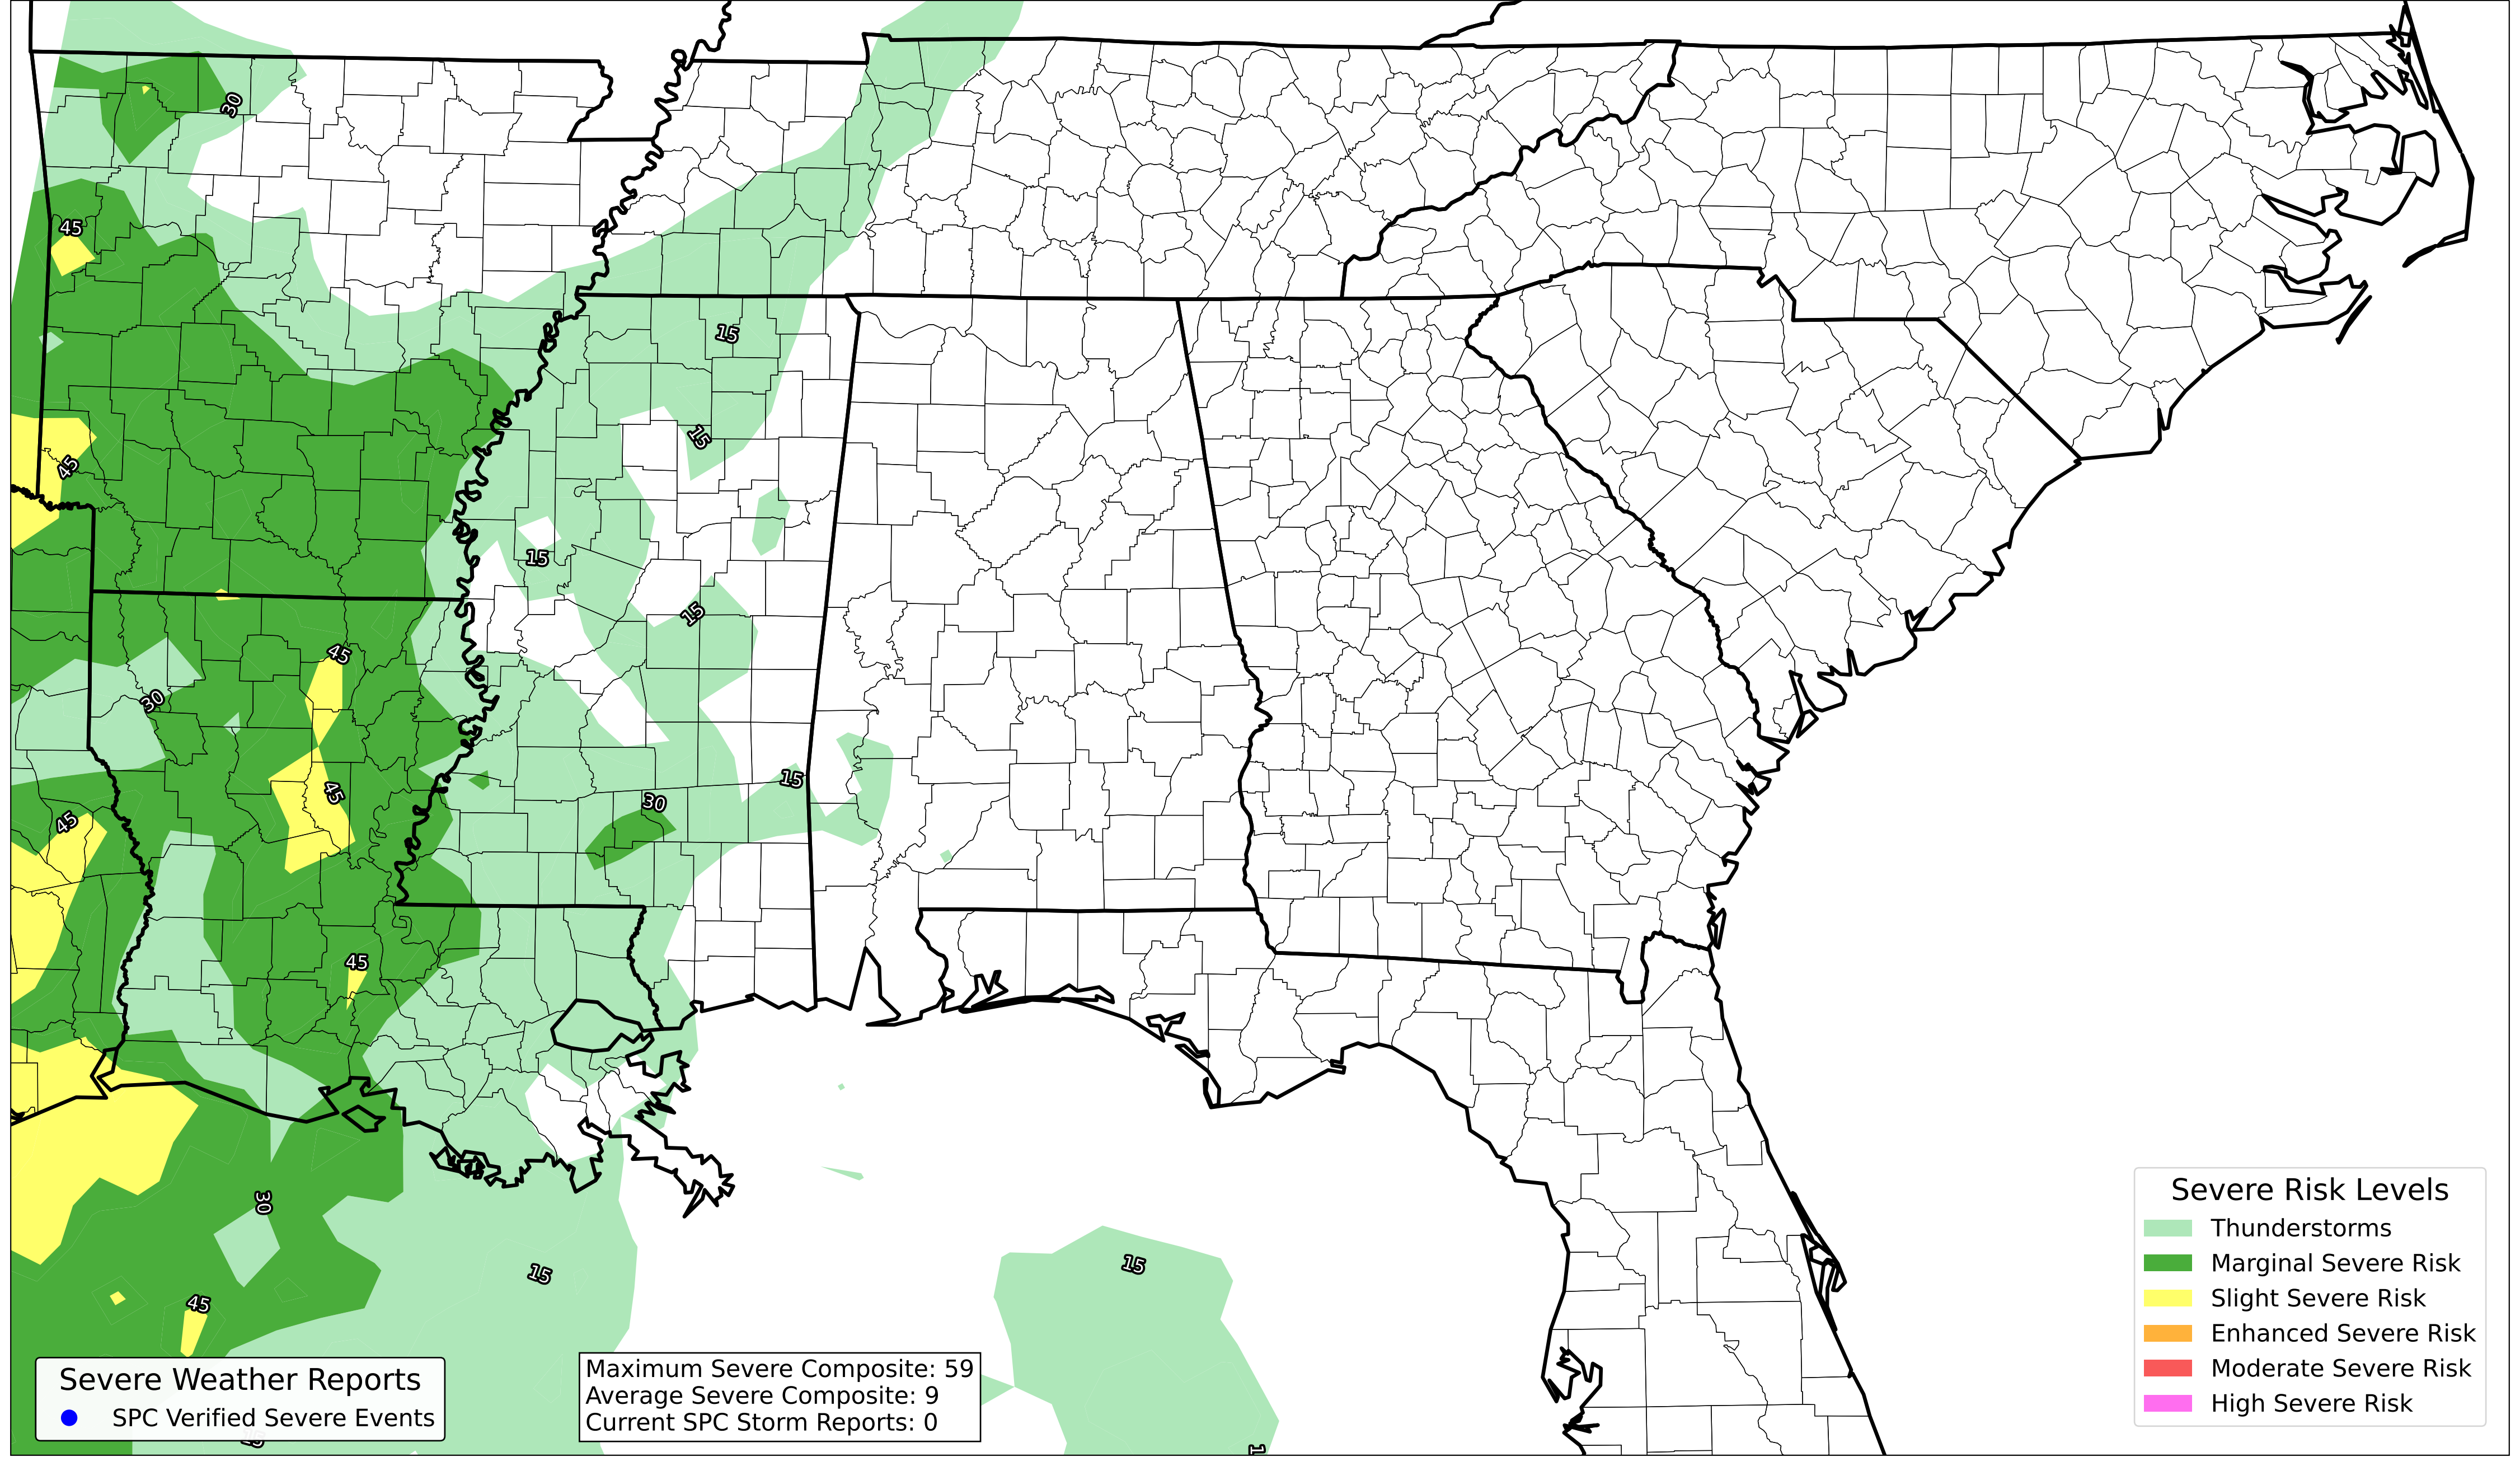 30
45
15
45
15
15
15
45
30
15
45
30
45
45
30
15
15
45
Severe Risk Levels
Thunderstorms
Marginal Severe Risk
Slight Severe Risk
Enhanced Severe Risk
Moderate Severe Risk
High Severe Risk
Severe Weather Reports
SPC Verified Severe Events
Maximum Severe Composite: 59
Average Severe Composite: 9
Current SPC Storm Reports: 0